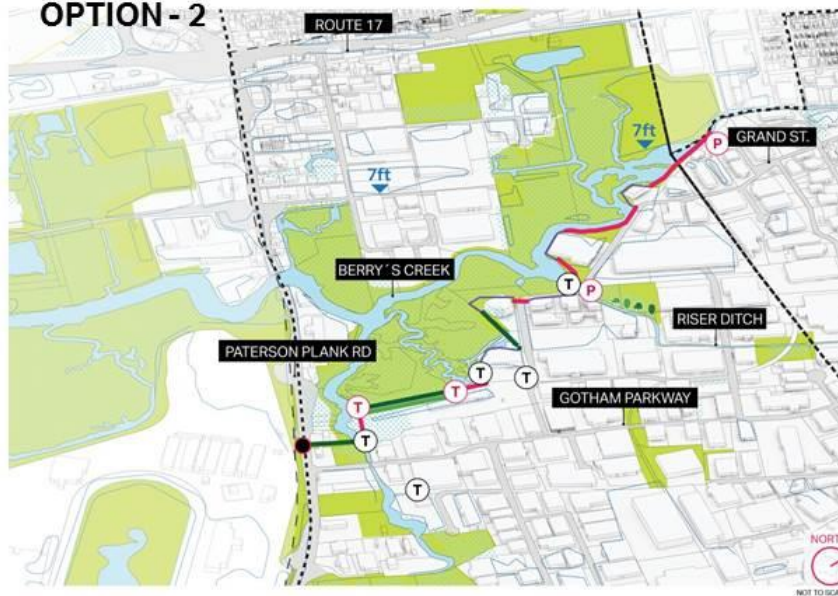 OPTION - 2
ROUTE 17
7ft
P
GRAND ST.
7ft
BERRY´S CREEK
T
P
RISER DITCH
PATERSON PLANK RD
T
T
T
GOTHAM PARKWAY
T
T
T
NORT
NOT TO